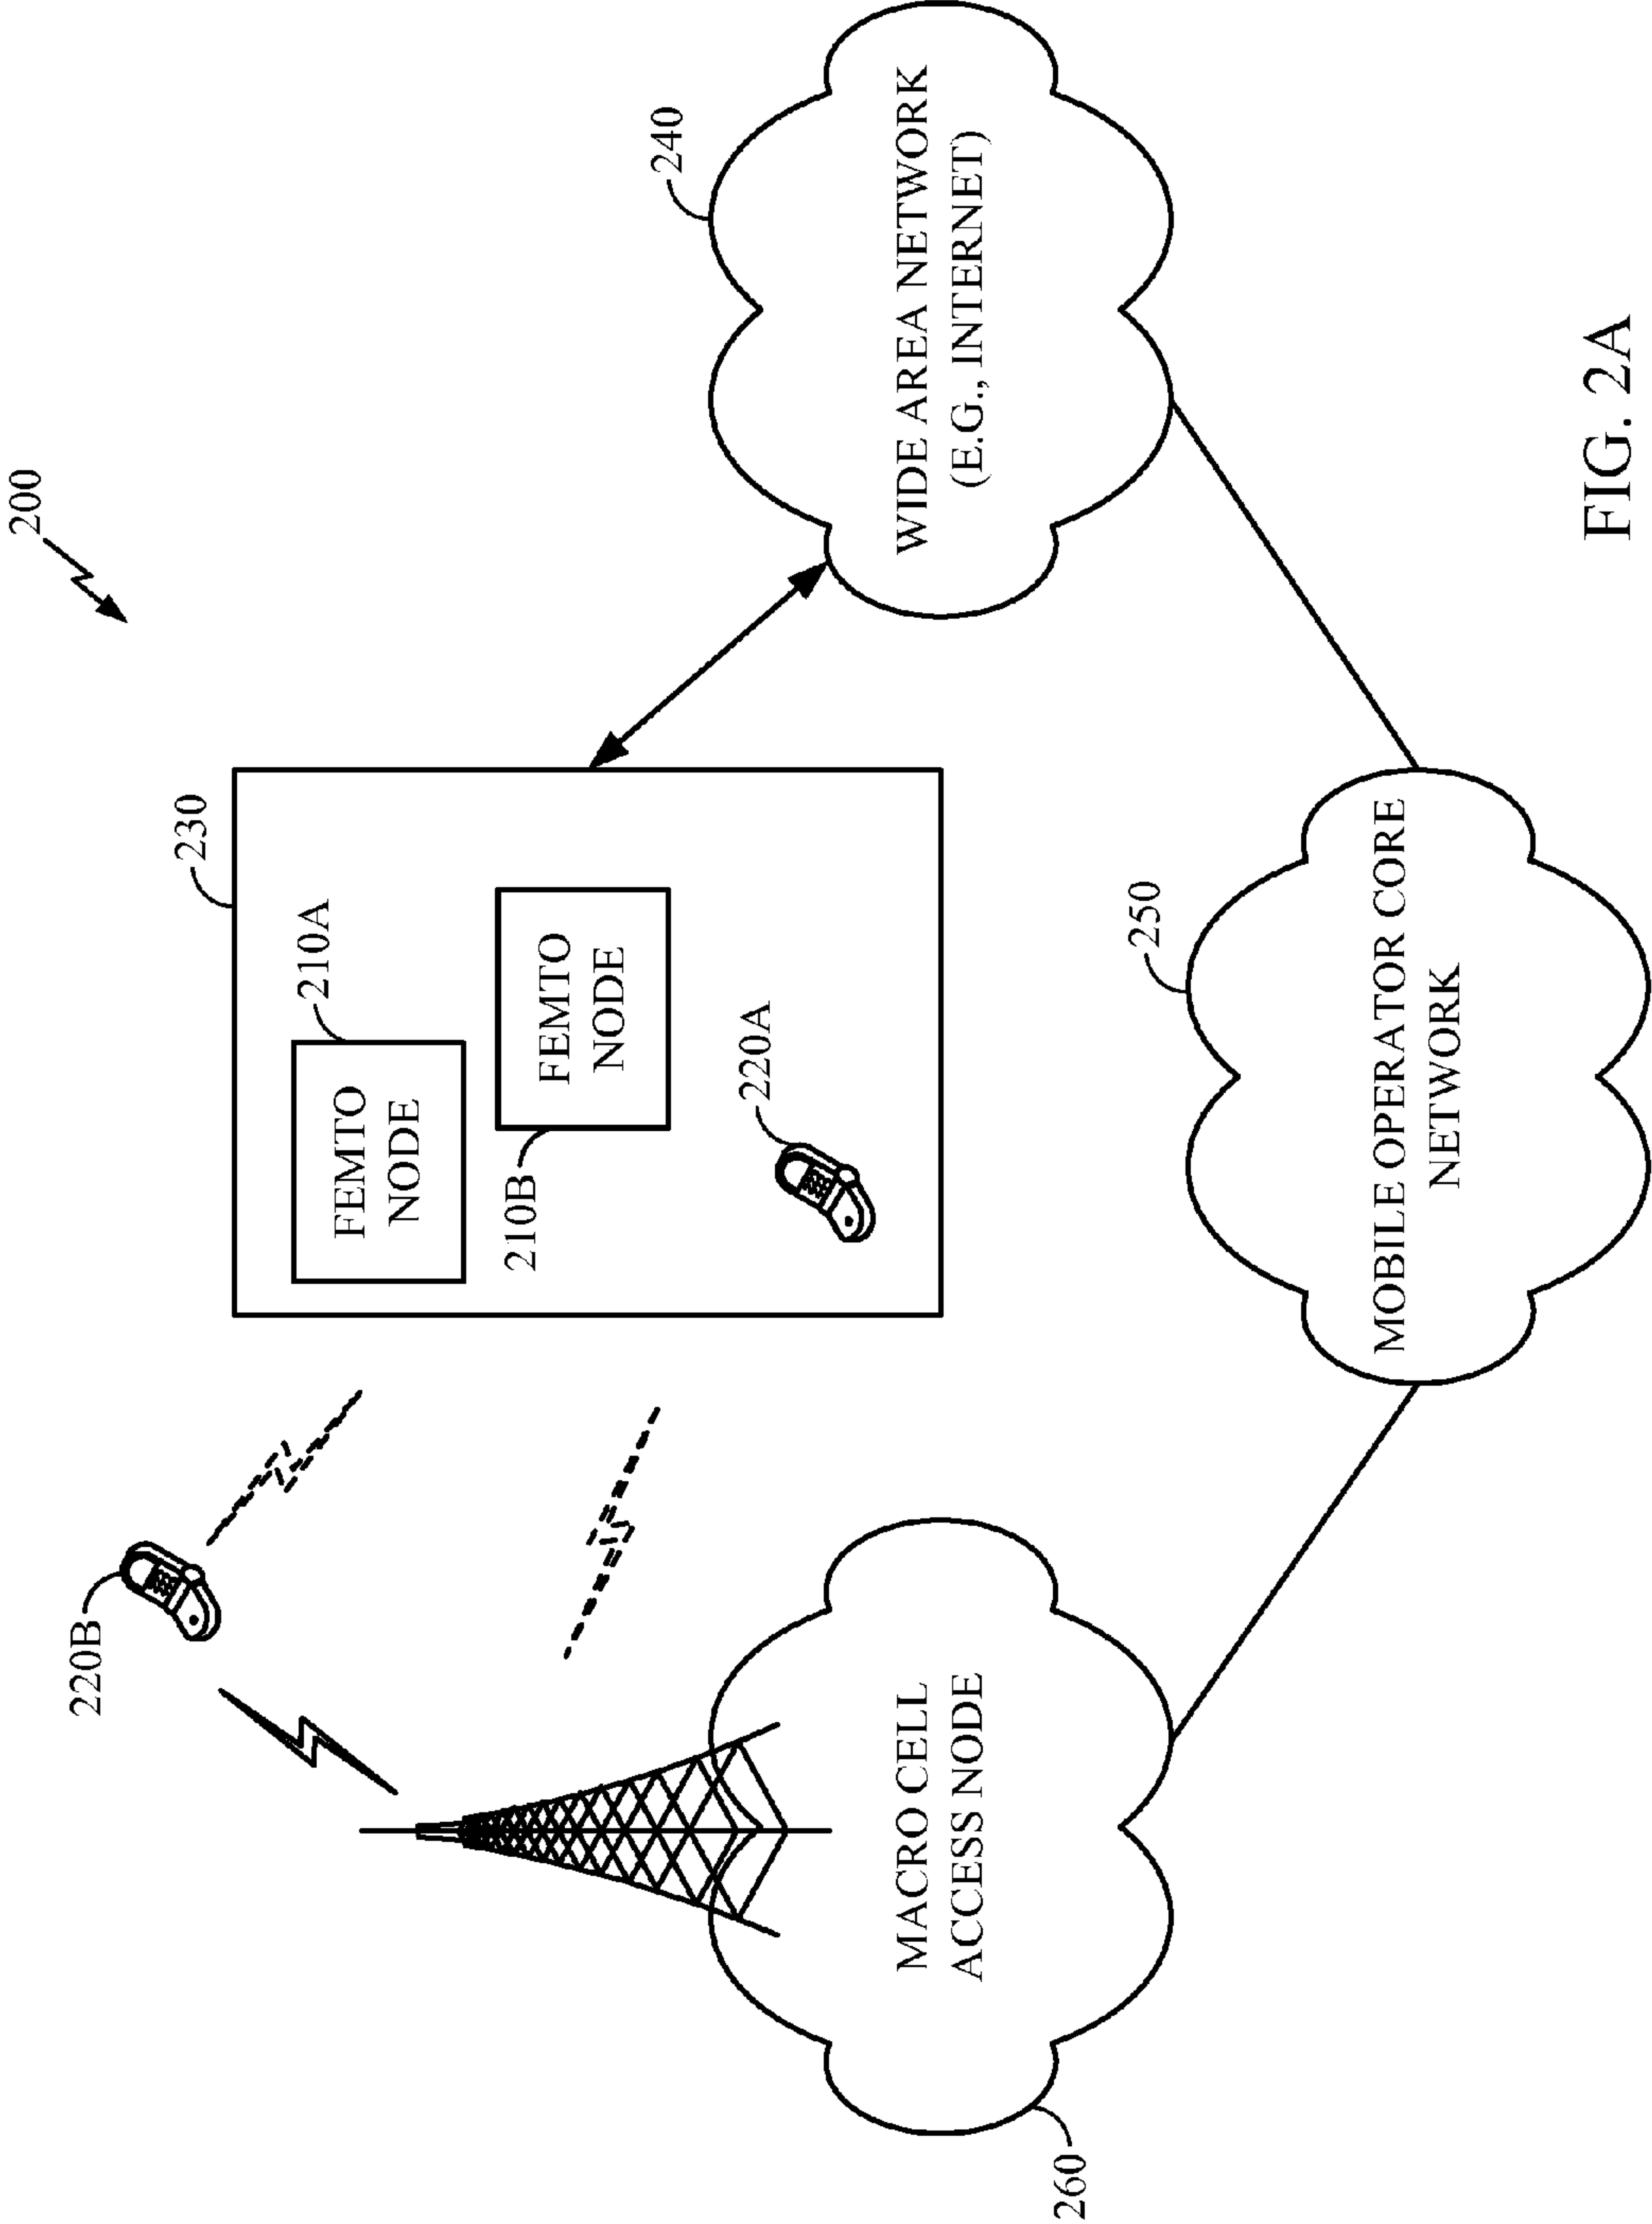 200
220B
230
210A
FEMTO
NODE
FEMTO
NODE
210B
220A
240
WIDE AREA NETWORK
(E.G., INTERNET)
MACRO CELL
ACCESS NODE
260
250
MOBILE OPERATOR CORE
NETWORK
FIG. 2A